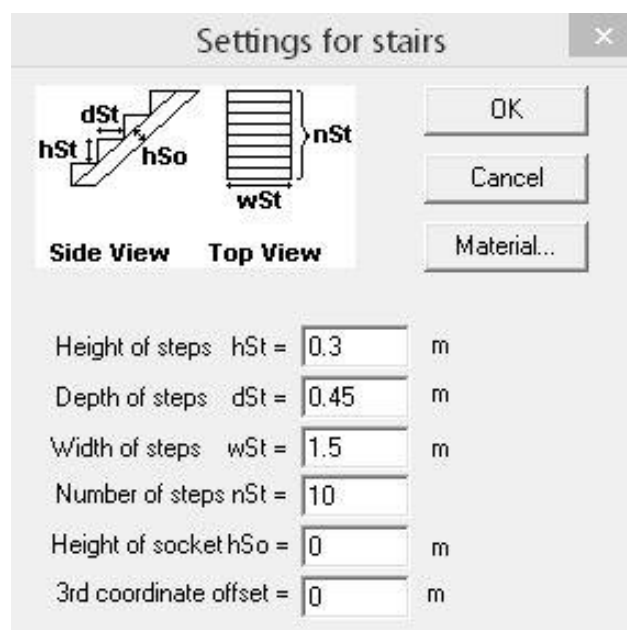 Settings for stairs
×
dSt
hSt
hSo
nSt
wSt
Side View Top View
OK
Cancel
Material...
Height of steps hSt = 0.3 m
Depth of steps dSt = 0.45 m
Width of steps wSt = 1.5 m
Number of steps nSt = 10
Height of socket hSo = 0 m
3rd coordinate offset = 0 m